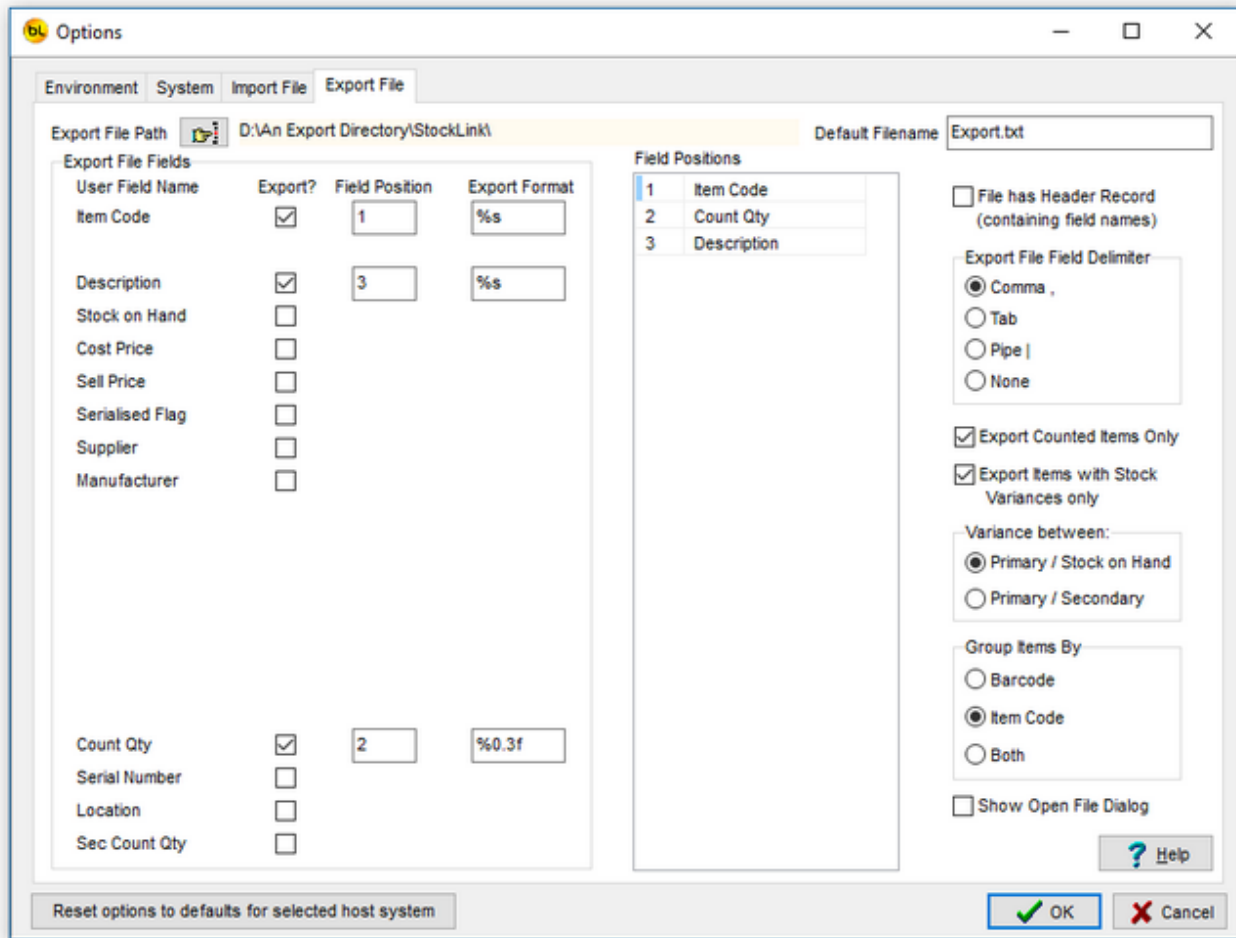 bL Options
Environment System Import File Export File
Export File Path D:\An Export Directory\StockLink\ Default Filename Export.txt
Export File Fields
User Field Name Export? Field Position Export Format
Item Code 1 %s
Description 3 %s
Stock on Hand
Cost Price
Sell Price
Serialised Flag
Supplier
Manufacturer
Count Qty 2 %0.3f
Serial Number
Location
Sec Count Qty
Field Positions
1 Item Code
2 Count Qty
3 Description
File has Header Record
(containing field names)
Export File Field Delimiter
Comma ,
Tab
Pipe |
None
Export Counted Items Only
Export Items with Stock
Variances only
Variance between:
Primary / Stock on Hand
Primary / Secondary
Group Items By
Barcode
Item Code
Both
Show Open File Dialog
? Help
Reset options to defaults for selected host system
OK Cancel